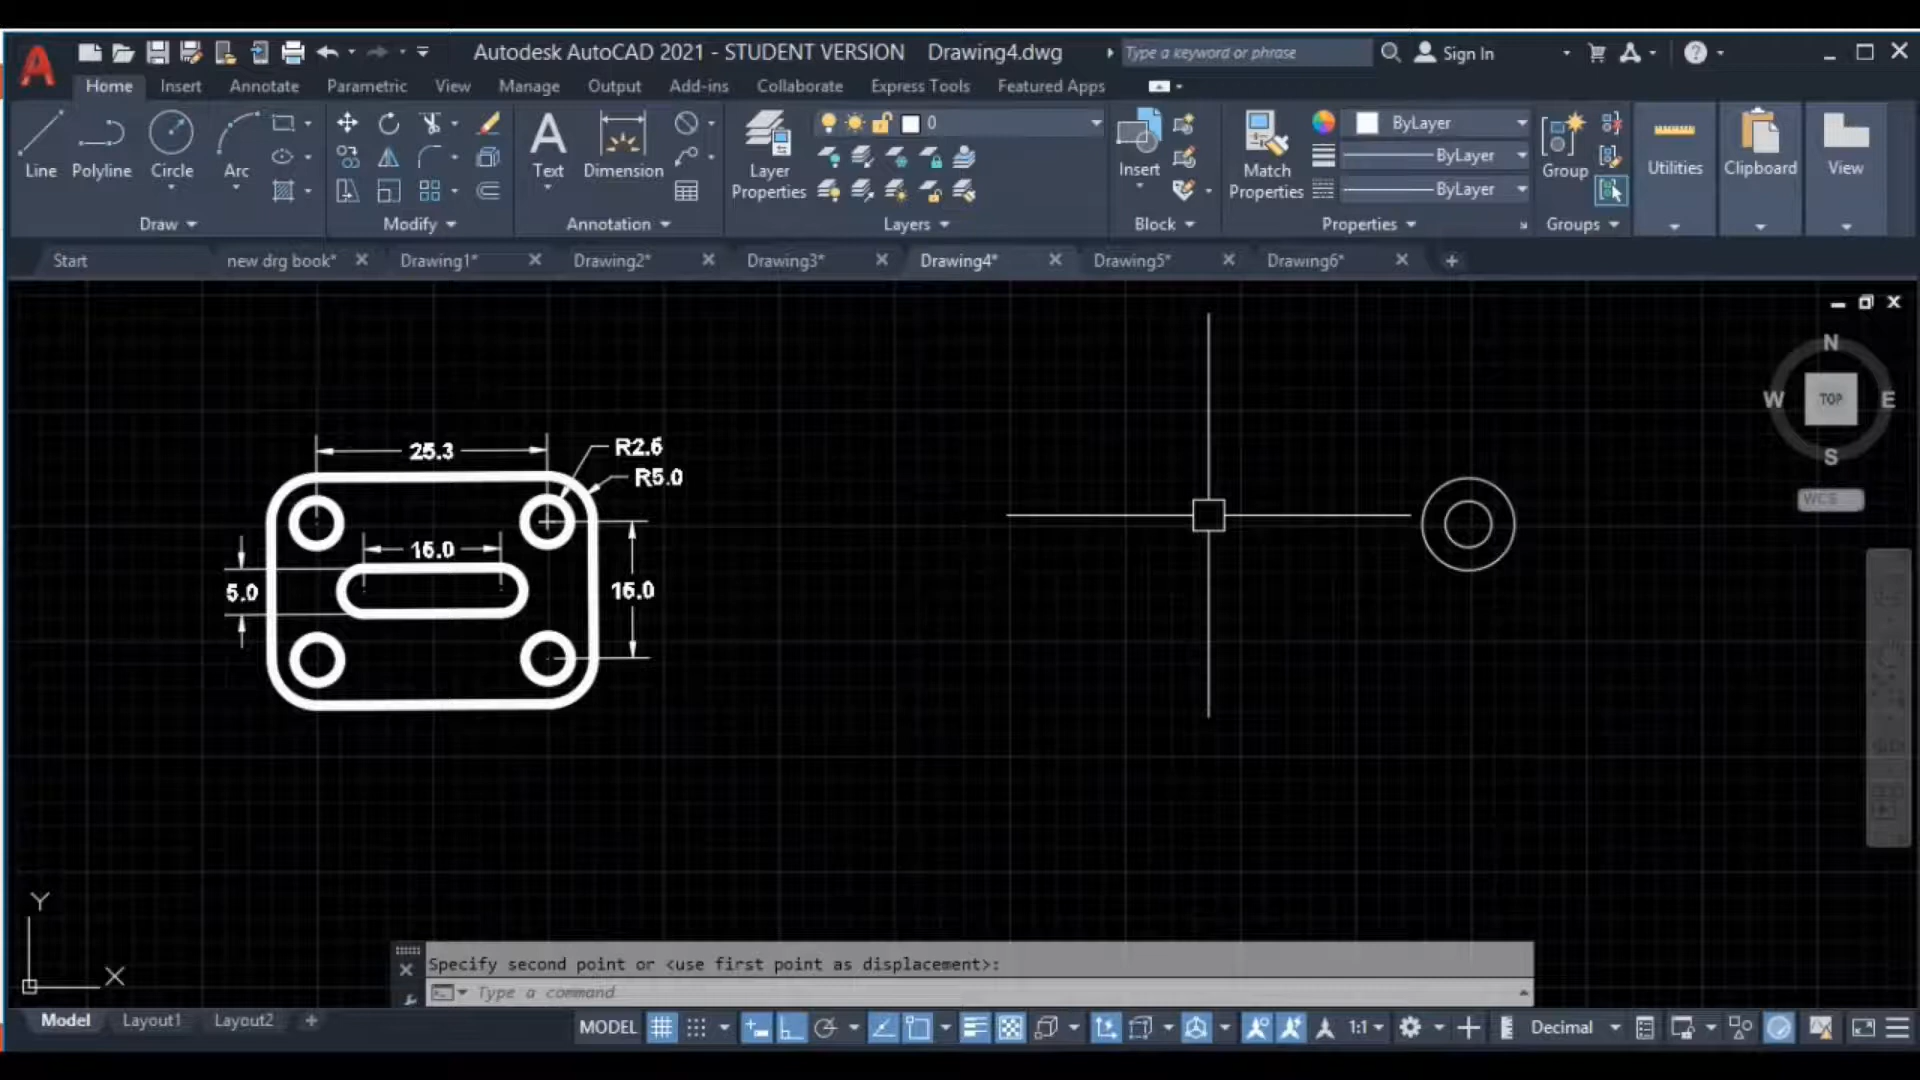 Autodesk AutoCAD 2021 - STUDENT VERSION Drawing4.dwg Type a keyword or phrase Sign In
Home Insert Annotate Parametric View Manage Output Add-ins Collaborate Express Tools Featured Apps
Line Polyline Circle Arc Text Dimension Layer Properties 0 Insert Match Properties ByLayer ByLayer ByLayer Group Utilities Clipboard View
Draw Modify Annotation Layers Block Properties Groups
Start new drg book* Drawing1* Drawing2* Drawing3* Drawing4* Drawing5* Drawing6*
N
W TOP E
S
WCS
25.3
R2.5
R5.0
15.0
5.0
15.0
Y
X
Specify second point or <use first point as displacement>:
Type a command
Model Layout1 Layout2
MODEL 1:1 Decimal